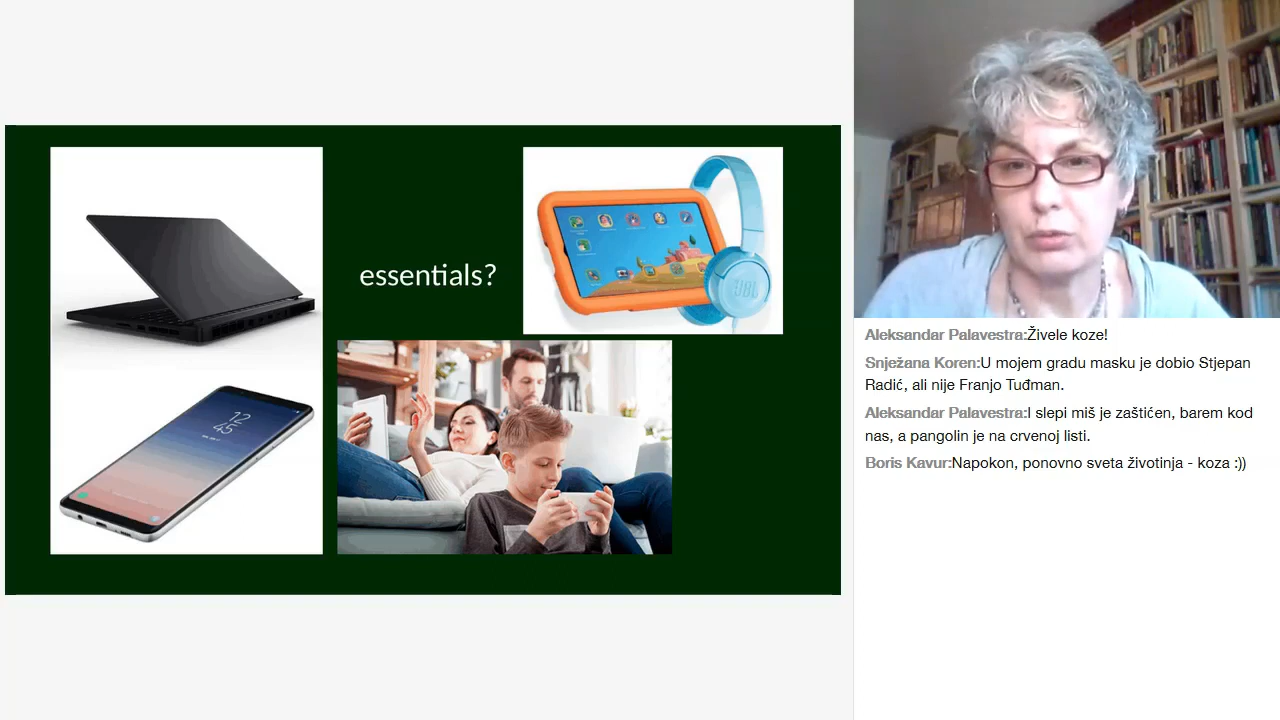 essentials?
12
45
JBL
Aleksandar Palavestra:Živele koze!
Snježana Koren:U mojem gradu masku je dobio Stjepan
Radić, ali nije Franjo Tuđman.
Aleksandar Palavestra:I slepi miš je zaštićen, barem kod
nas, a pangolin je na crvenoj listi.
Boris Kavur:Napokon, ponovno sveta životinja - koza :))